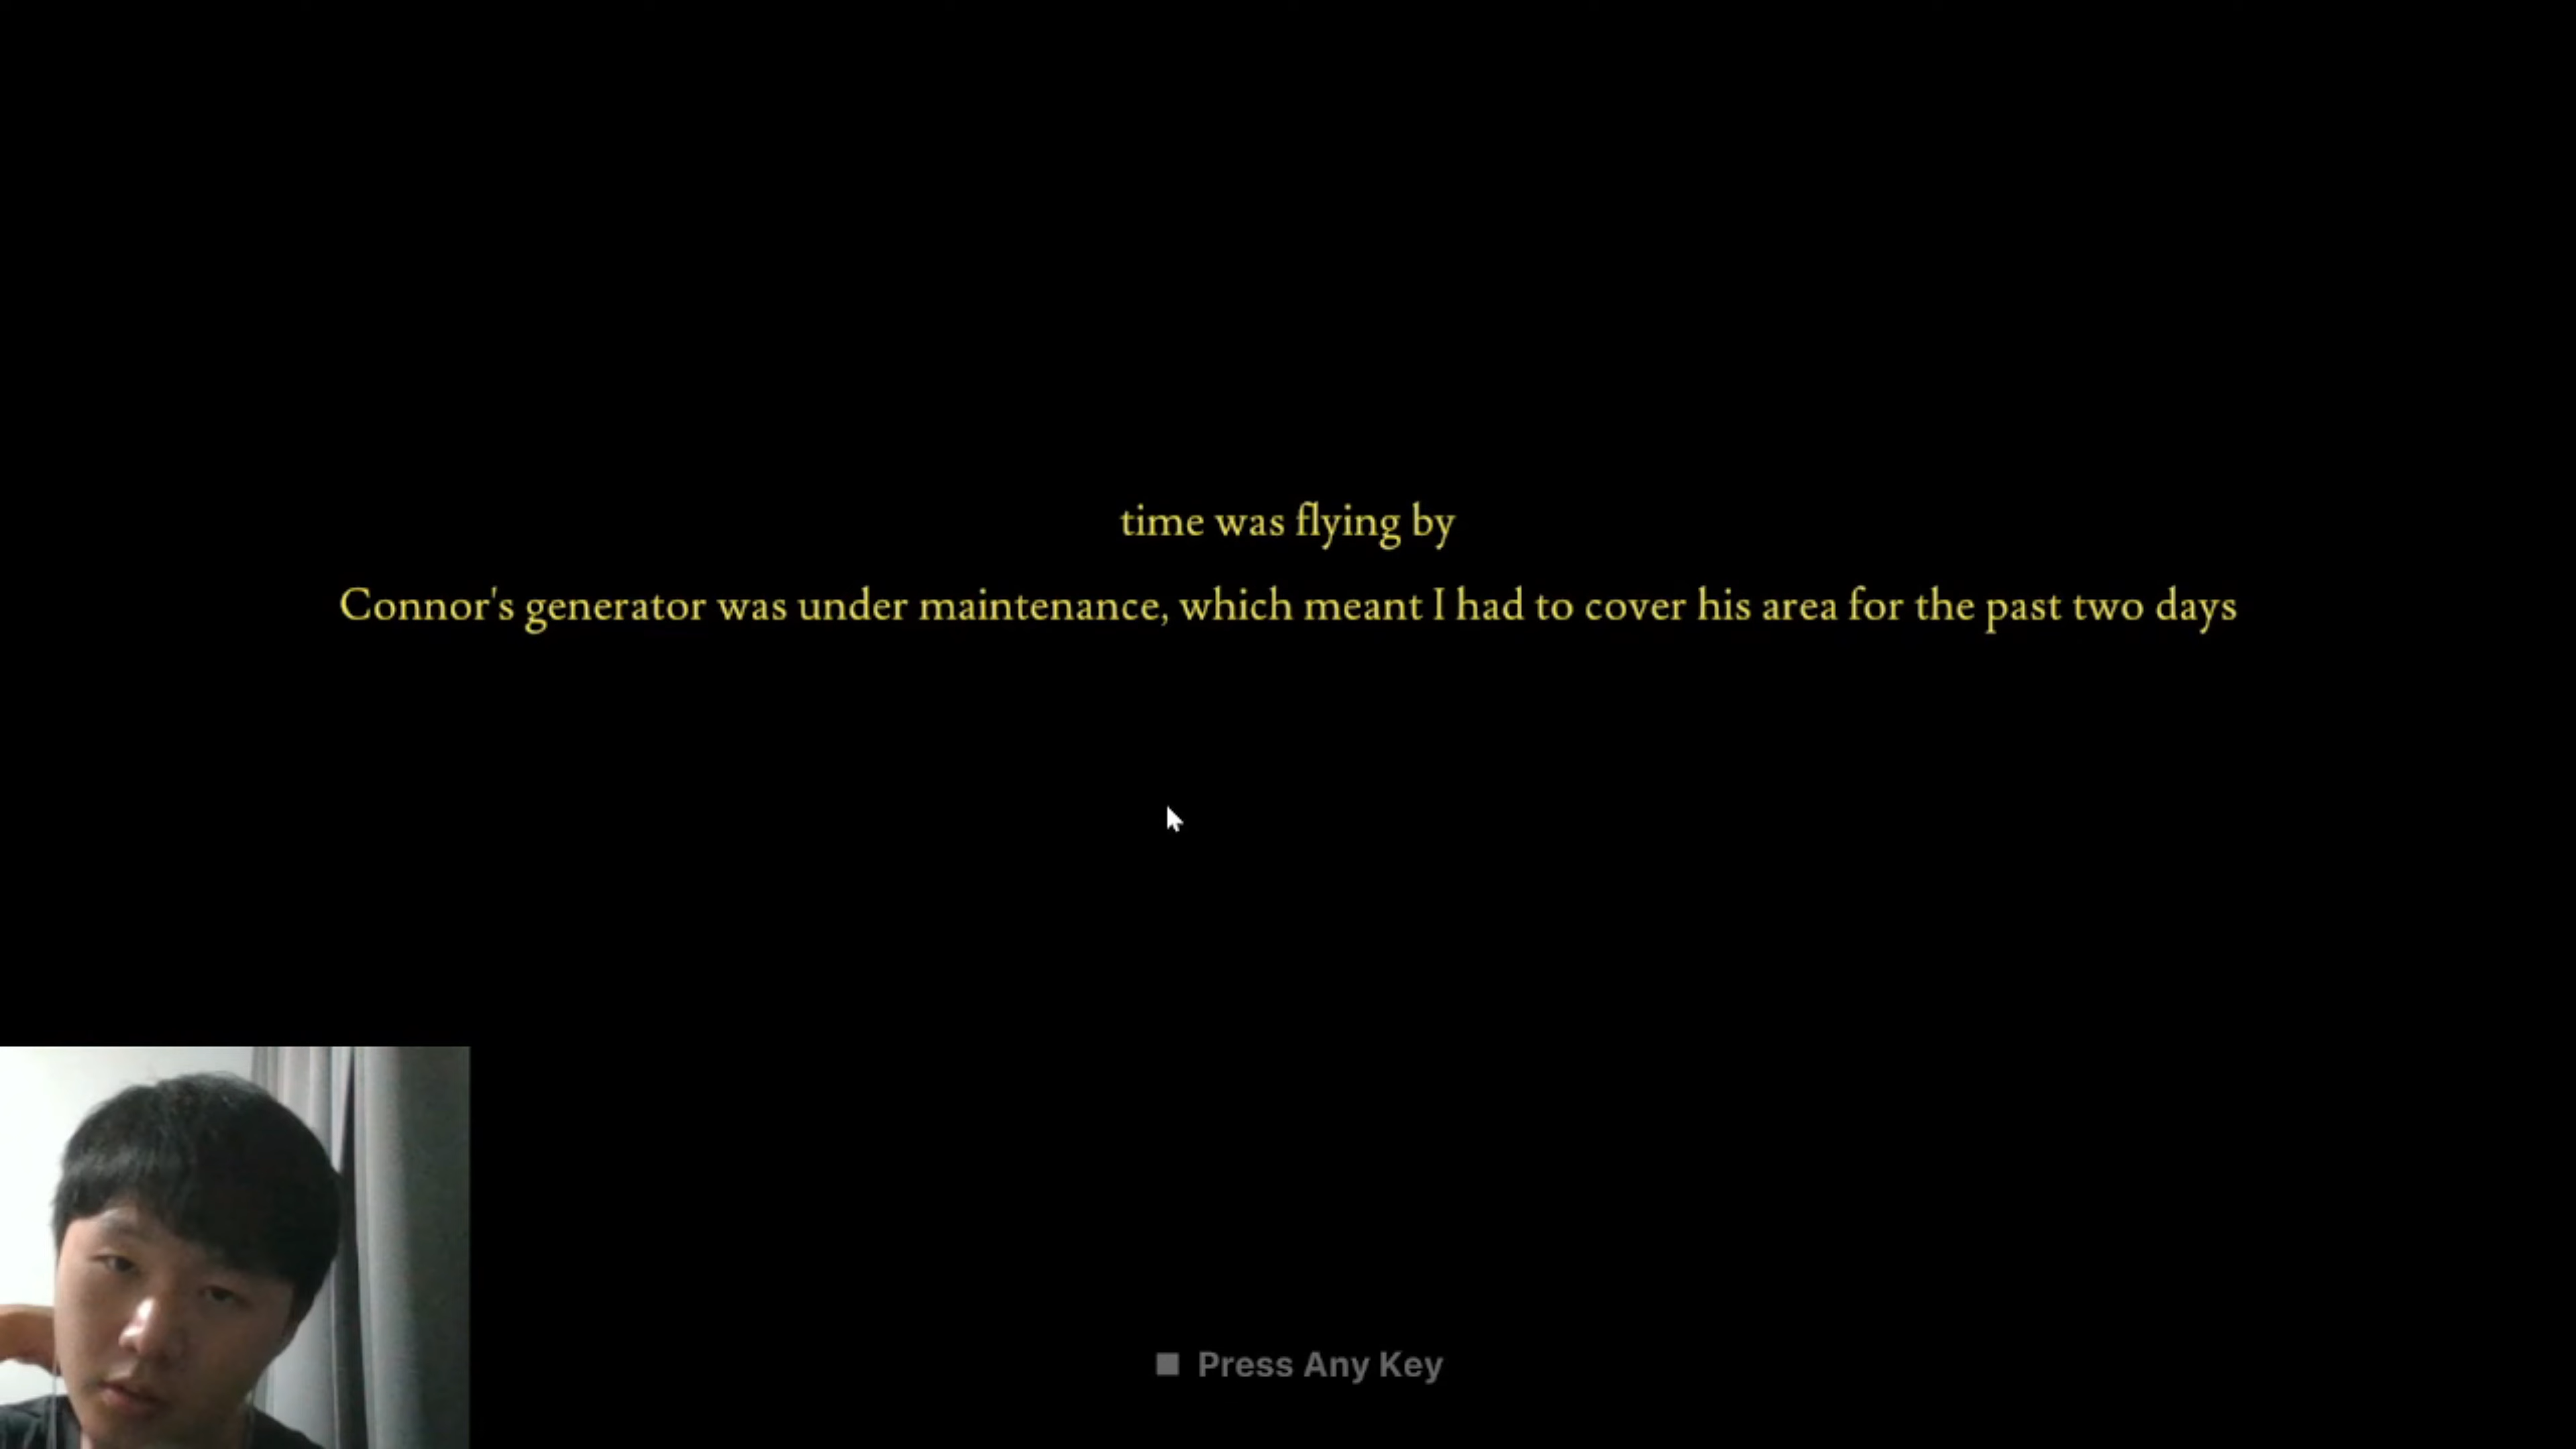 time was flying by
Connor's generator was under maintenance, which meant I had to cover his area for the past two days
Press Any Key